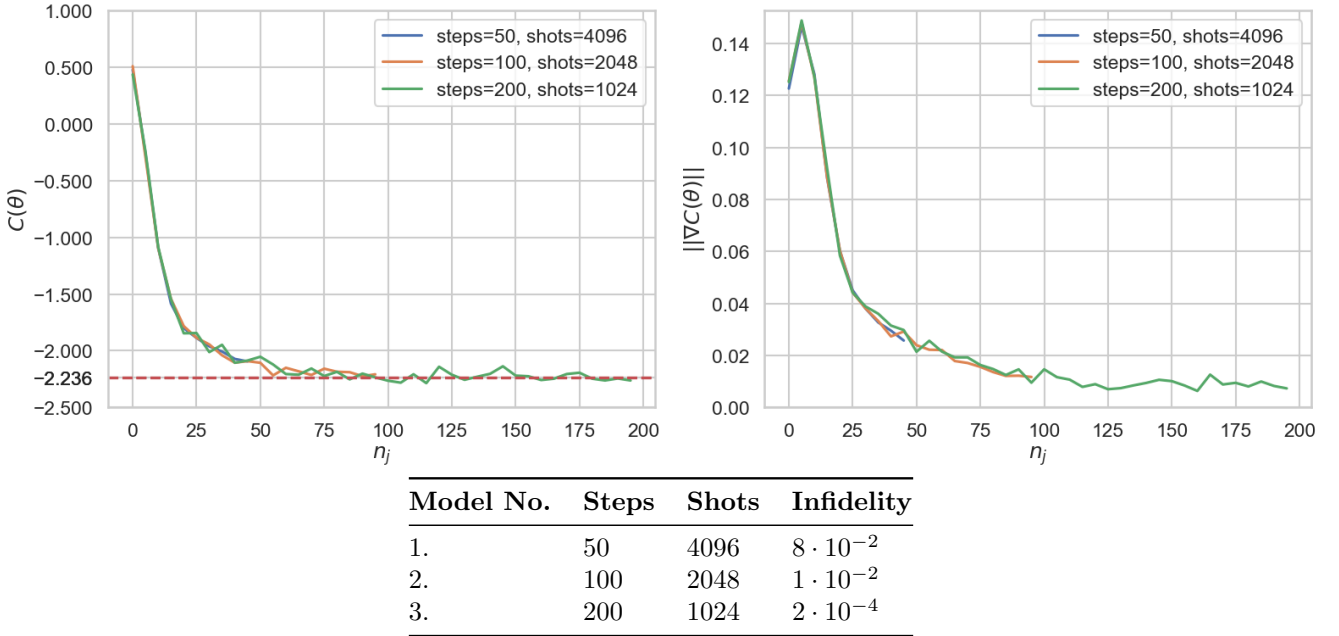 1.000
0.500
0.000
−0.500
−1.000
−1.500
−2.000
−2.236
−2.500
C(θ)
0 25 50 75 100 125 150 175 200
n_j
steps=50, shots=4096
steps=100, shots=2048
steps=200, shots=1024
0.14
0.12
0.10
0.08
0.06
0.04
0.02
0.00
||∇C(θ)||
0 25 50 75 100 125 150 175 200
n_j
steps=50, shots=4096
steps=100, shots=2048
steps=200, shots=1024
Model No. Steps Shots Infidelity
1. 50 4096 8 · 10⁻²
2. 100 2048 1 · 10⁻²
3. 200 1024 2 · 10⁻⁴